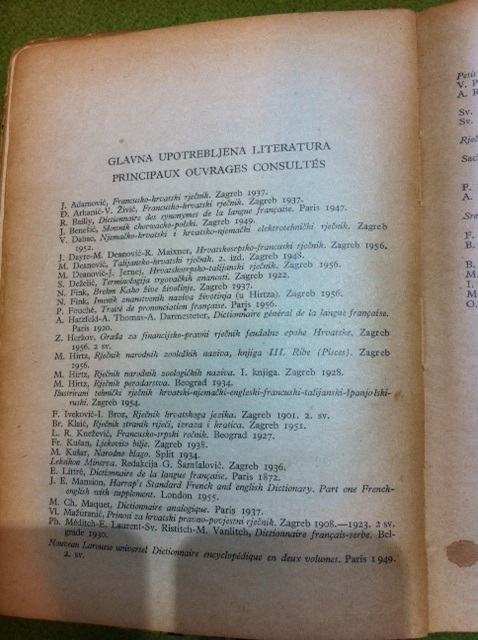 GLAVNA UPOTREBLJENA LITERATURA
PRINCIPAUX OUVRAGES CONSULTÉS
J. Adamović, Francusko-hrvatski rječnik. Zagreb 1937.
Đ. Arhanić-V. Živić, Francusko-hrvatski rječnik. Zagreb 1937.
R. Bailly, Dictionnaire des synonymes de la langue française. Paris 1947.
J. Benešić, Słownik chorwacko-polski. Zagreb 1949.
V. Dabac, Njemačko-hrvatski i hrvatsko-njemački elektrotehnički rječnik. Zagreb
1952.
J. Dayre-M. Deanović-R. Maixner, Hrvatskosrpsko-francuski rječnik. Zagreb 1956.
M. Deanović, Talijansko-hrvatski rječnik. 2. izd. Zagreb 1948.
M. Deanović-J. Jernej, Hrvatskosrpsko-talijanski rječnik. Zagreb 1956.
S. Deželić, Terminologija trgovačkih znanosti. Zagreb 1922.
N. Fink, Brehm Kako žive životinje. Zagreb 1937.
N. Fink, Imenik znanstvenih naziva životinja (u Hirtza). Zagreb 1956.
P. Fouché, Traité de prononciation française. Paris 1956.
A. Hatzfeld-A. Thomas-A. Darmesteter, Dictionnaire général de la langue française.
Paris 1920.
Z. Herkov, Građa za financijsko-pravni rječnik feudalne epohe Hrvatske. Zagreb
1956. 2 sv.
M. Hirtz, Rječnik narodnih zooloških naziva, knjiga III. Ribe (Pisces). Zagreb
1956.
M. Hirtz, Rječnik narodnih zoologičkih naziva. I. knjiga. Zagreb 1928.
M. Hirtz, Rječnik peradarstva. Beograd 1934.
Ilustrirani tehnički rječnik hrvatski-njemački-engleski-francuski-talijanski-španjolski-
ruski. Zagreb 1954.
F. Iveković-I. Broz, Rječnik hrvatskoga jezika. Zagreb 1901. 2. sv.
Br. Klaić, Rječnik stranih riječi, izraza i kratica. Zagreb 1951.
L. R. Knežević, Francusko-srpski rečnik. Beograd 1927.
Fr. Kušan, Ljekovito bilje. Zagreb 1938.
M. Kušat, Narodno blago. Split 1934.
Leksikon Minerva. Redakcija G. Šamšalović. Zagreb 1936.
E. Littré, Dictionnaire de la langue française. Paris 1872.
J. E. Mansion, Harrap's Standard French and english Dictionary. Part one French-
english with supplement. London 1955.
M. Ch. Maquet, Dictionnaire analogique. Paris 1937.
Vl. Mažuranić, Prinosi za hrvatski pravno-povjestni rječnik. Zagreb 1908.—1923. 2 sv.
Ph. Méditch-E. Laurent-Sv. Ristitch-M. Vanlitch, Dictionnaire français-serbe. Bel-
grade 1930.
Nouveau Larousse universel Dictionnaire encyclopédique en deux volumes. Paris 1949.
2. sv.
Petit
V. P
A. R
Sv.
Sv.
Rječ
Sac
P.
A.
Sre
F.
B.
B.
M.
I.
M.
O.